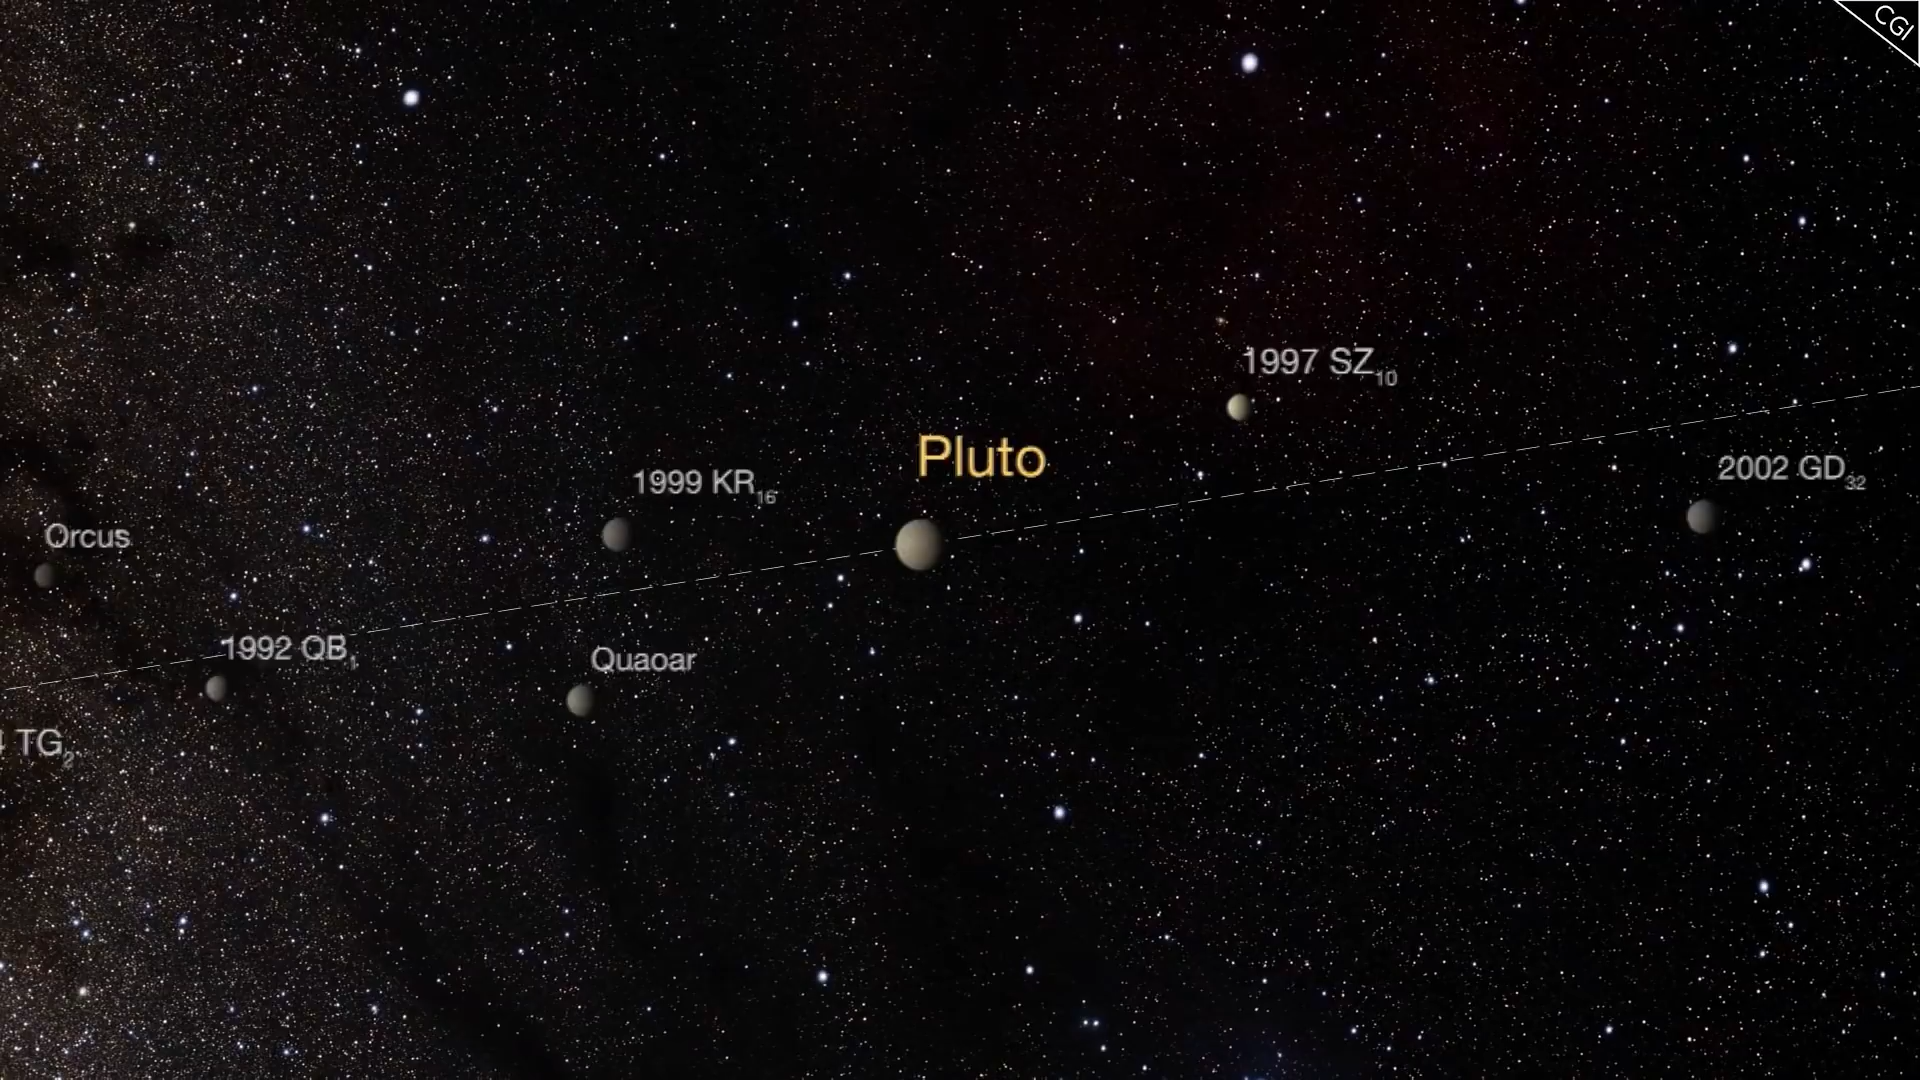 CGI
1997 SZ₁₀
Pluto
2002 GD₃₂
1999 KR₁₆
Orcus
1992 QB₁
Quaoar
TG₂